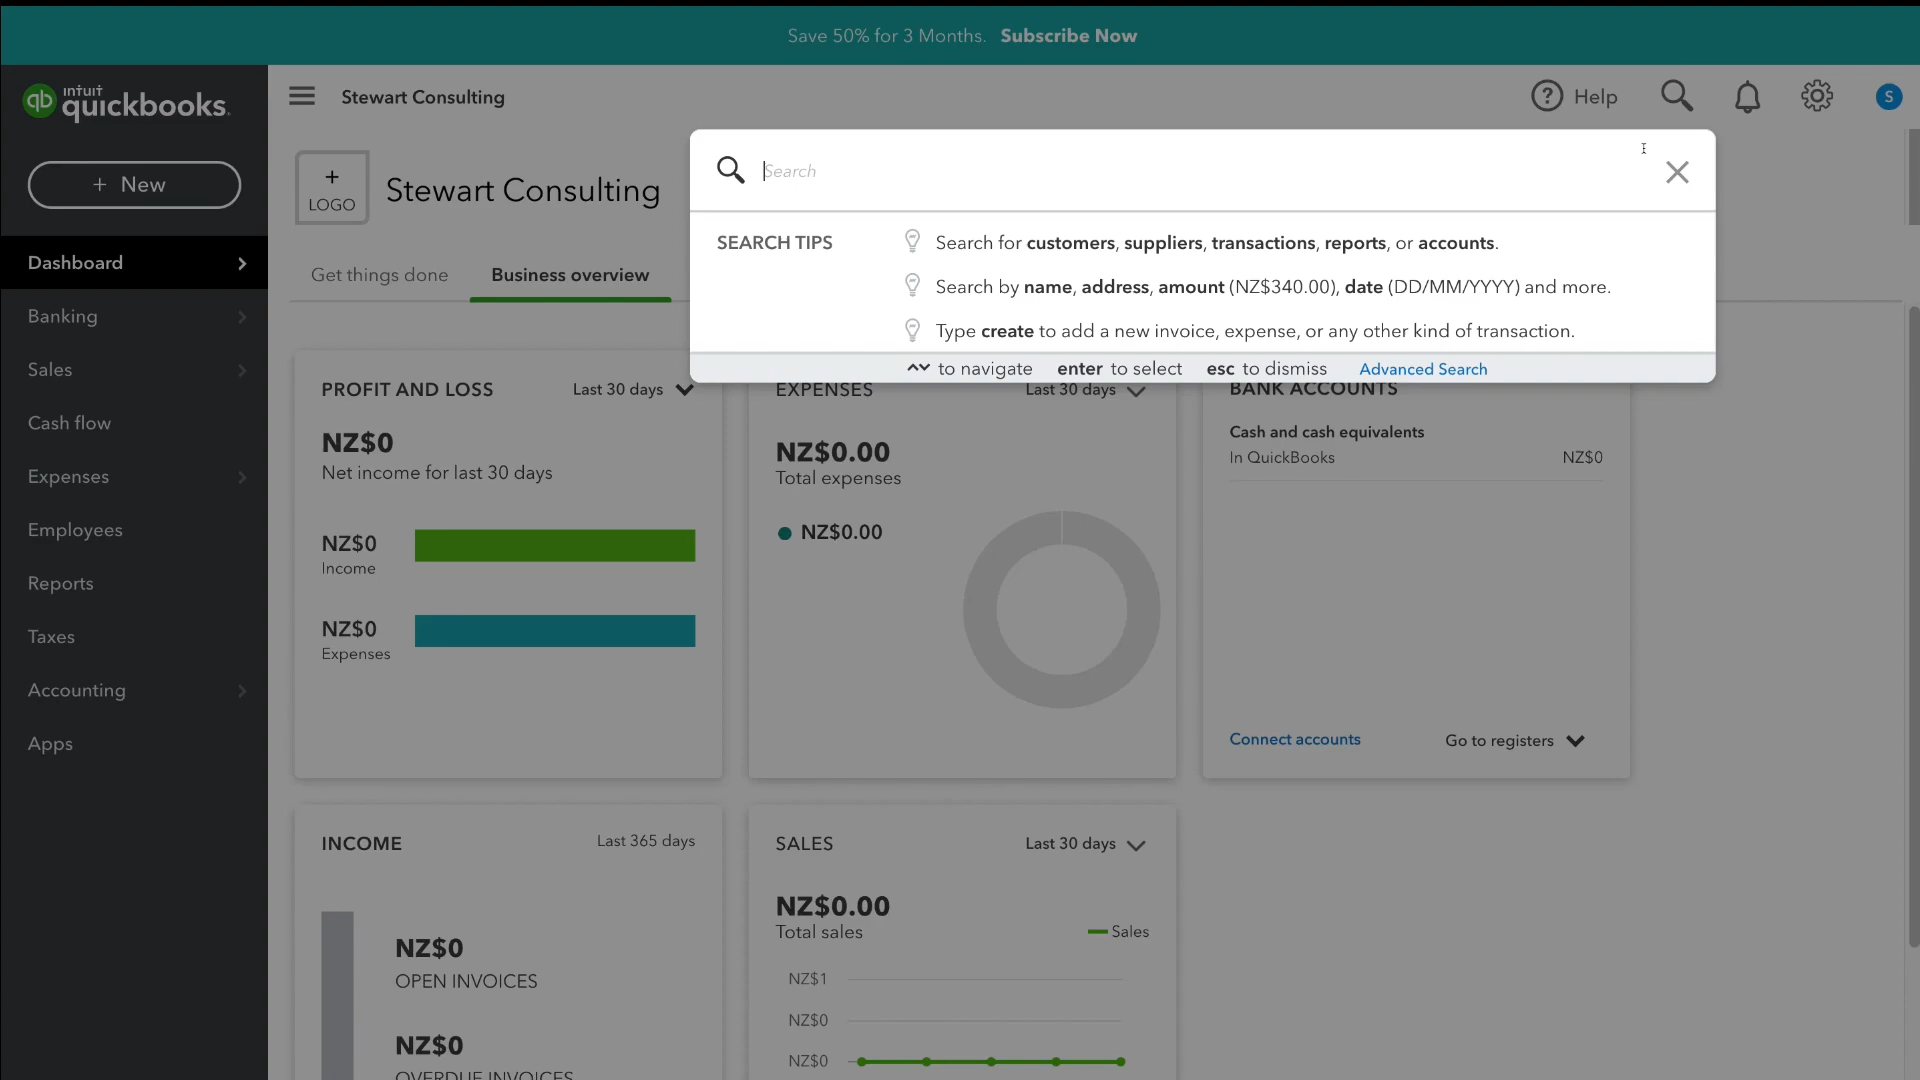 Save 50% for 3 Months. Subscribe Now
intuit
quickbooks.
Stewart Consulting
Help
S
+ New
+
LOGO
Stewart Consulting
Search
SEARCH TIPS
Search for customers, suppliers, transactions, reports, or accounts.
Search by name, address, amount (NZ$340.00), date (DD/MM/YYYY) and more.
Type create to add a new invoice, expense, or any other kind of transaction.
to navigate enter to select esc to dismiss Advanced Search
Dashboard
Banking
Sales
Cash flow
Expenses
Employees
Reports
Taxes
Accounting
Apps
Get things done
Business overview
PROFIT AND LOSS
Last 30 days
NZ$0
Net income for last 30 days
NZ$0
Income
NZ$0
Expenses
EXPENSES
Last 30 days
NZ$0.00
Total expenses
NZ$0.00
BANK ACCOUNTS
Cash and cash equivalents
In QuickBooks NZ$0
Connect accounts
Go to registers
INCOME
Last 365 days
NZ$0
OPEN INVOICES
NZ$0
OVERDUE INVOICES
SALES
Last 30 days
NZ$0.00
Total sales
Sales
NZ$1
NZ$0
NZ$0